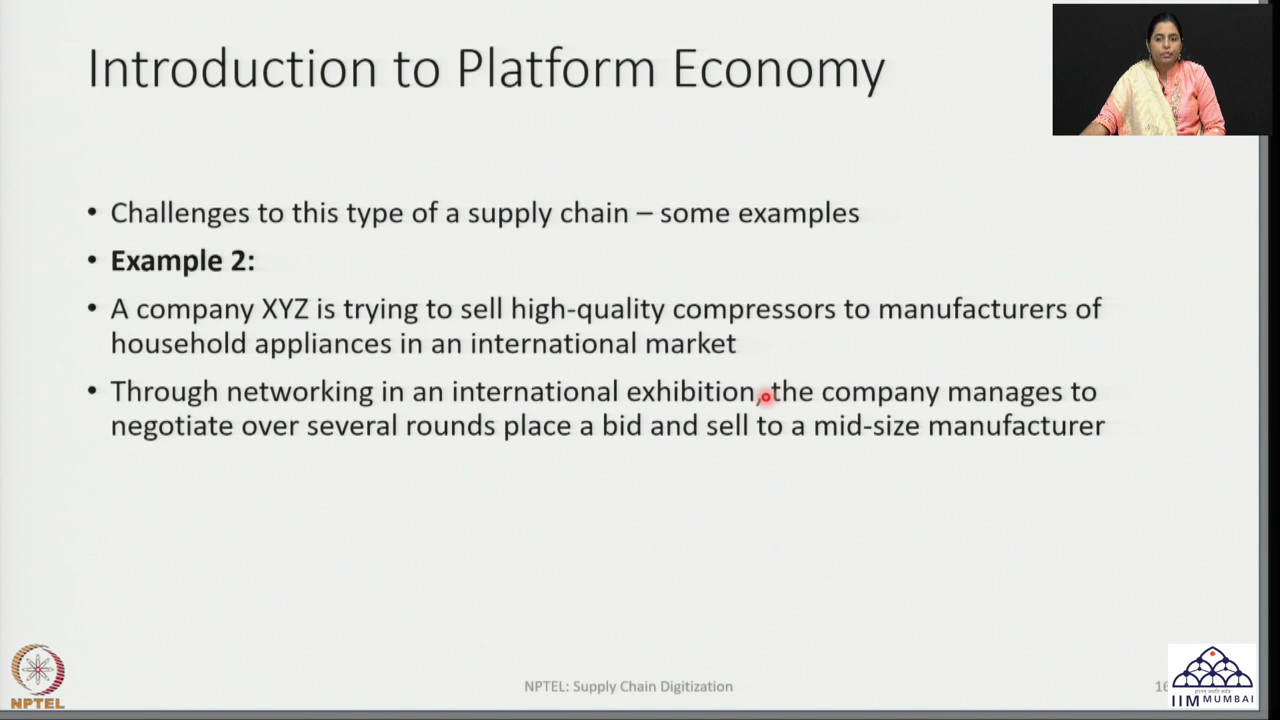 Introduction to Platform Economy
• Challenges to this type of a supply chain – some examples
• Example 2:
• A company XYZ is trying to sell high-quality compressors to manufacturers of
household appliances in an international market
• Through networking in an international exhibition, the company manages to
negotiate over several rounds place a bid and sell to a mid-size manufacturer
NPTEL
NPTEL: Supply Chain Digitization
IIM MUMBAI